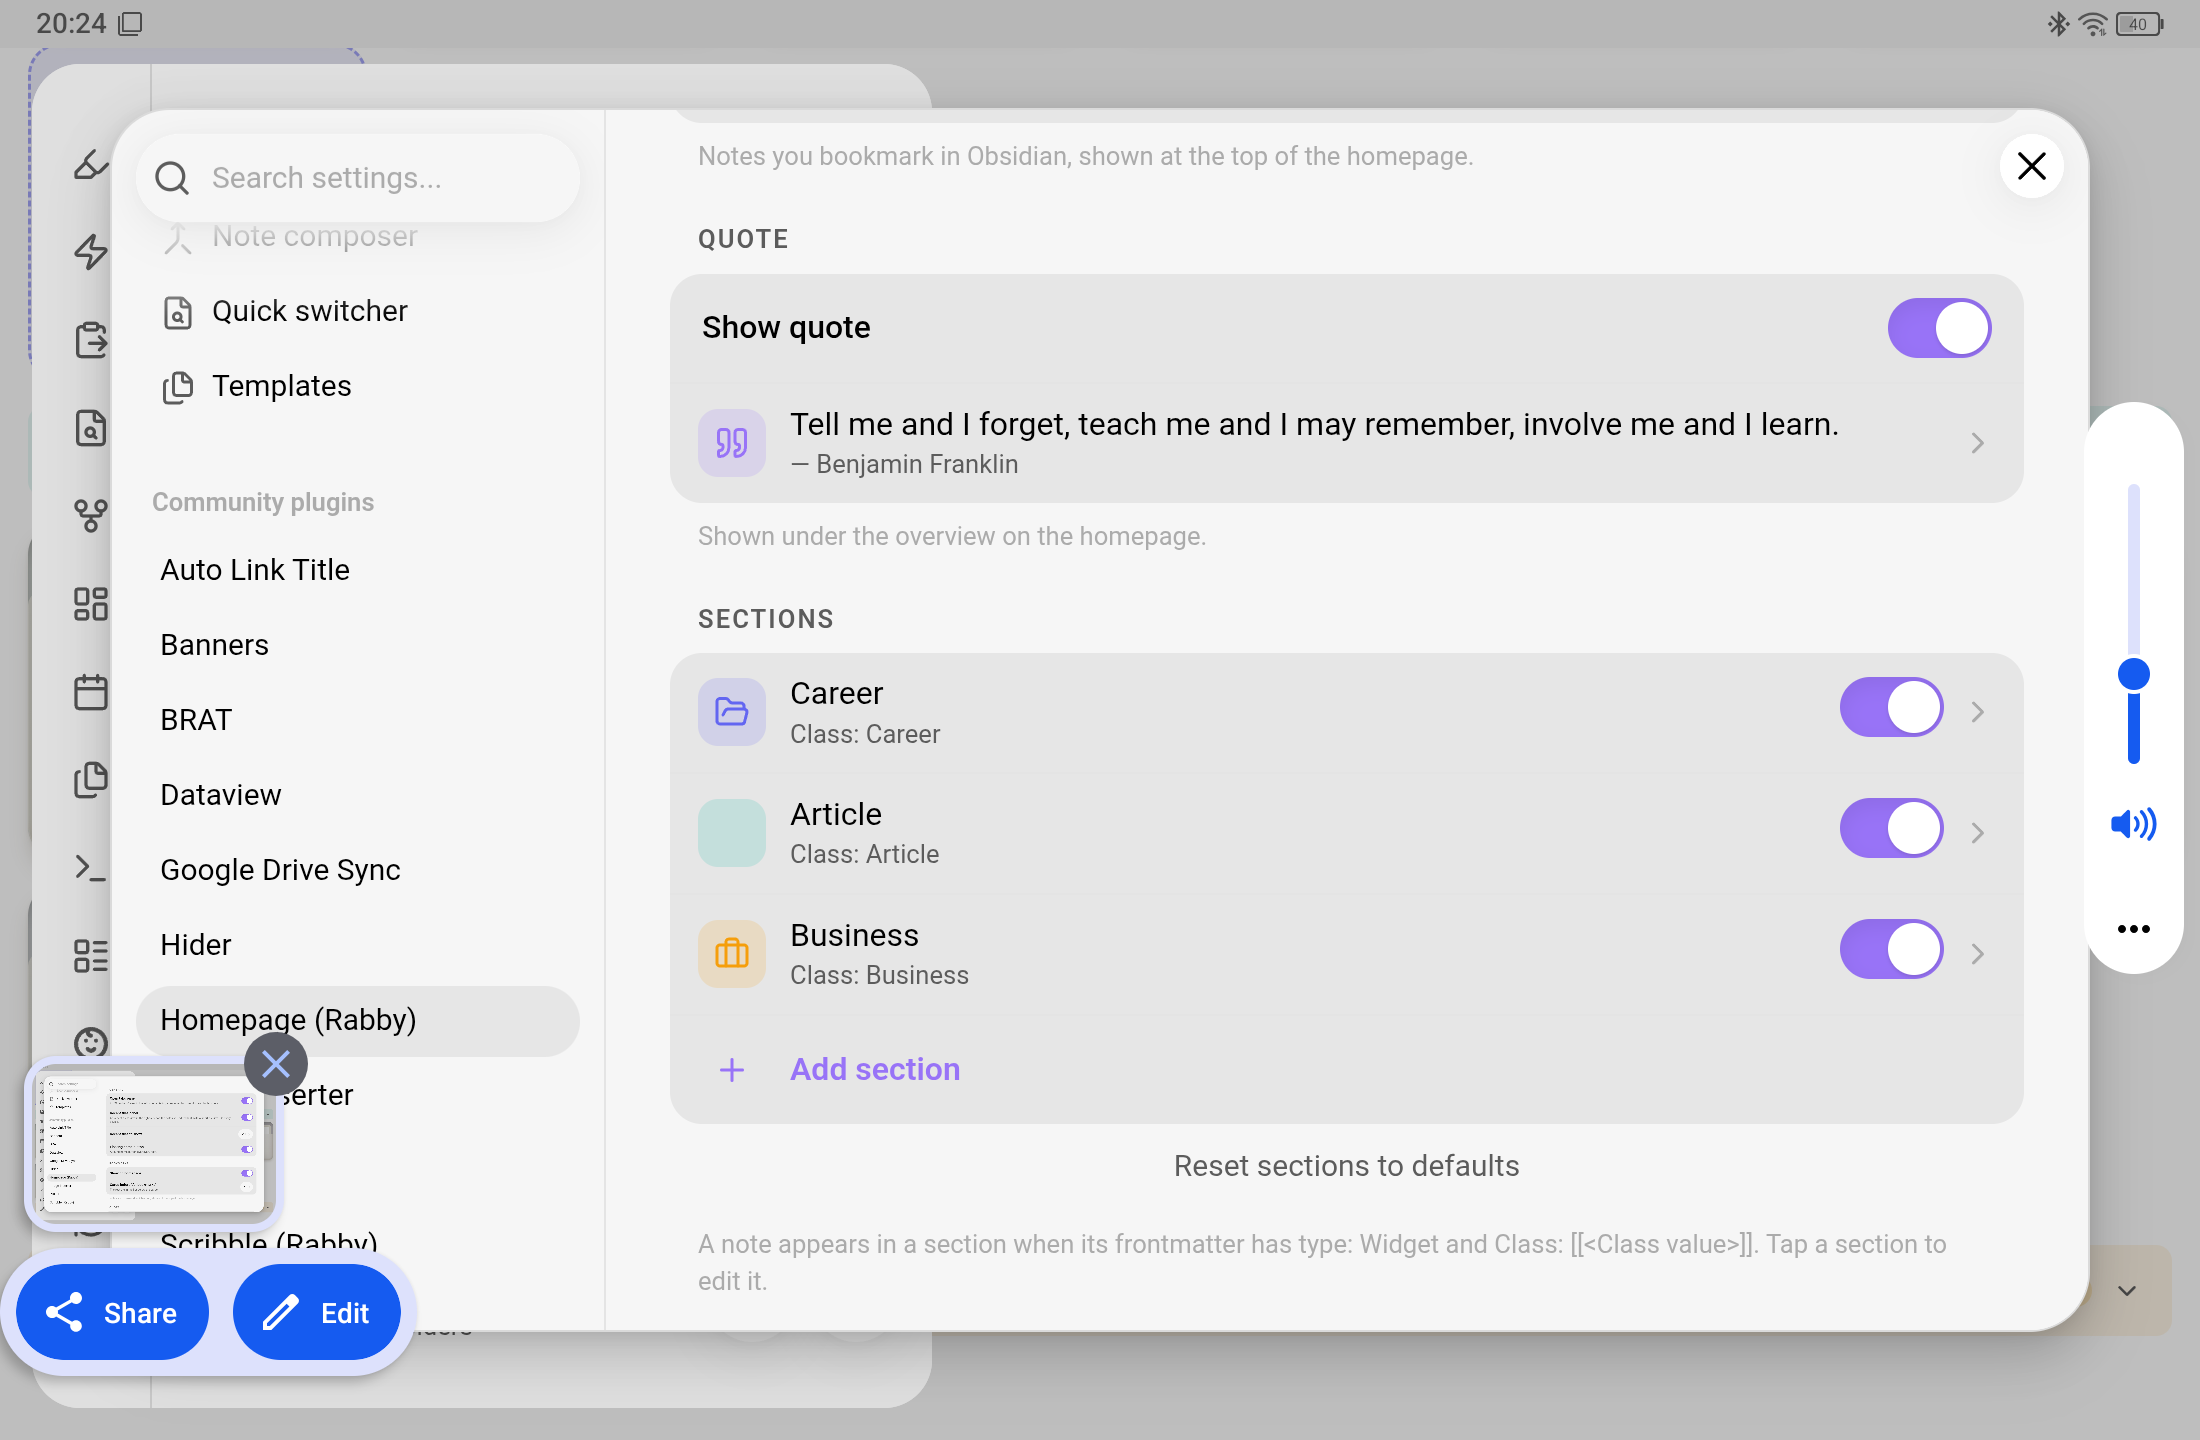 20:24
40
Search settings...
Note composer
Quick switcher
Templates
Community plugins
Auto Link Title
Banners
BRAT
Dataview
Google Drive Sync
Hider
Homepage (Rabby)
Scribble (Rabby)
Share
Edit
Notes you bookmark in Obsidian, shown at the top of the homepage.
QUOTE
Show quote
Tell me and I forget, teach me and I may remember, involve me and I learn.
— Benjamin Franklin
Shown under the overview on the homepage.
SECTIONS
Career
Class: Career
Article
Class: Article
Business
Class: Business
Add section
Reset sections to defaults
A note appears in a section when its frontmatter has type: Widget and Class: [[<Class value>]]. Tap a section to
edit it.